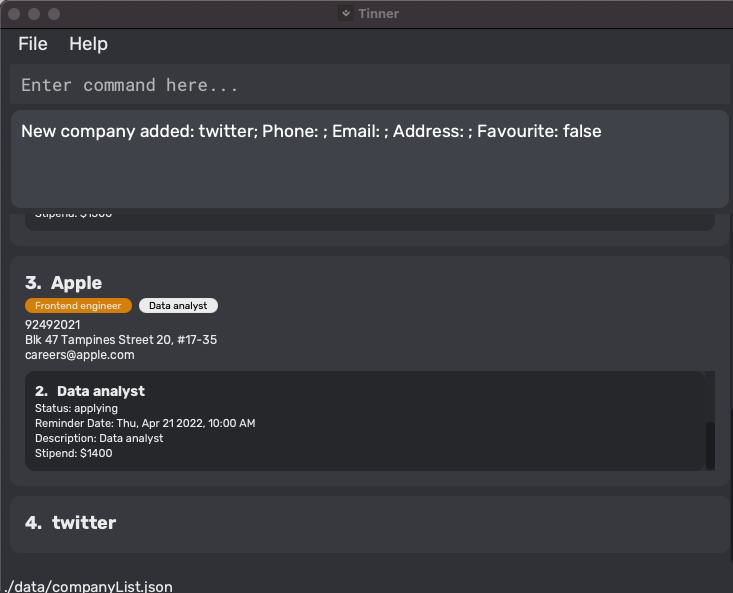 Tinner
File Help
Enter command here...
New company added: twitter; Phone: ; Email: ; Address: ; Favourite: false
Stipend: $1300
3. Apple
Frontend engineer Data analyst
92492021
Blk 47 Tampines Street 20, #17-35
careers@apple.com
2. Data analyst
Status: applying
Reminder Date: Thu, Apr 21 2022, 10:00 AM
Description: Data analyst
Stipend: $1400
4. twitter
./data/companyList.json